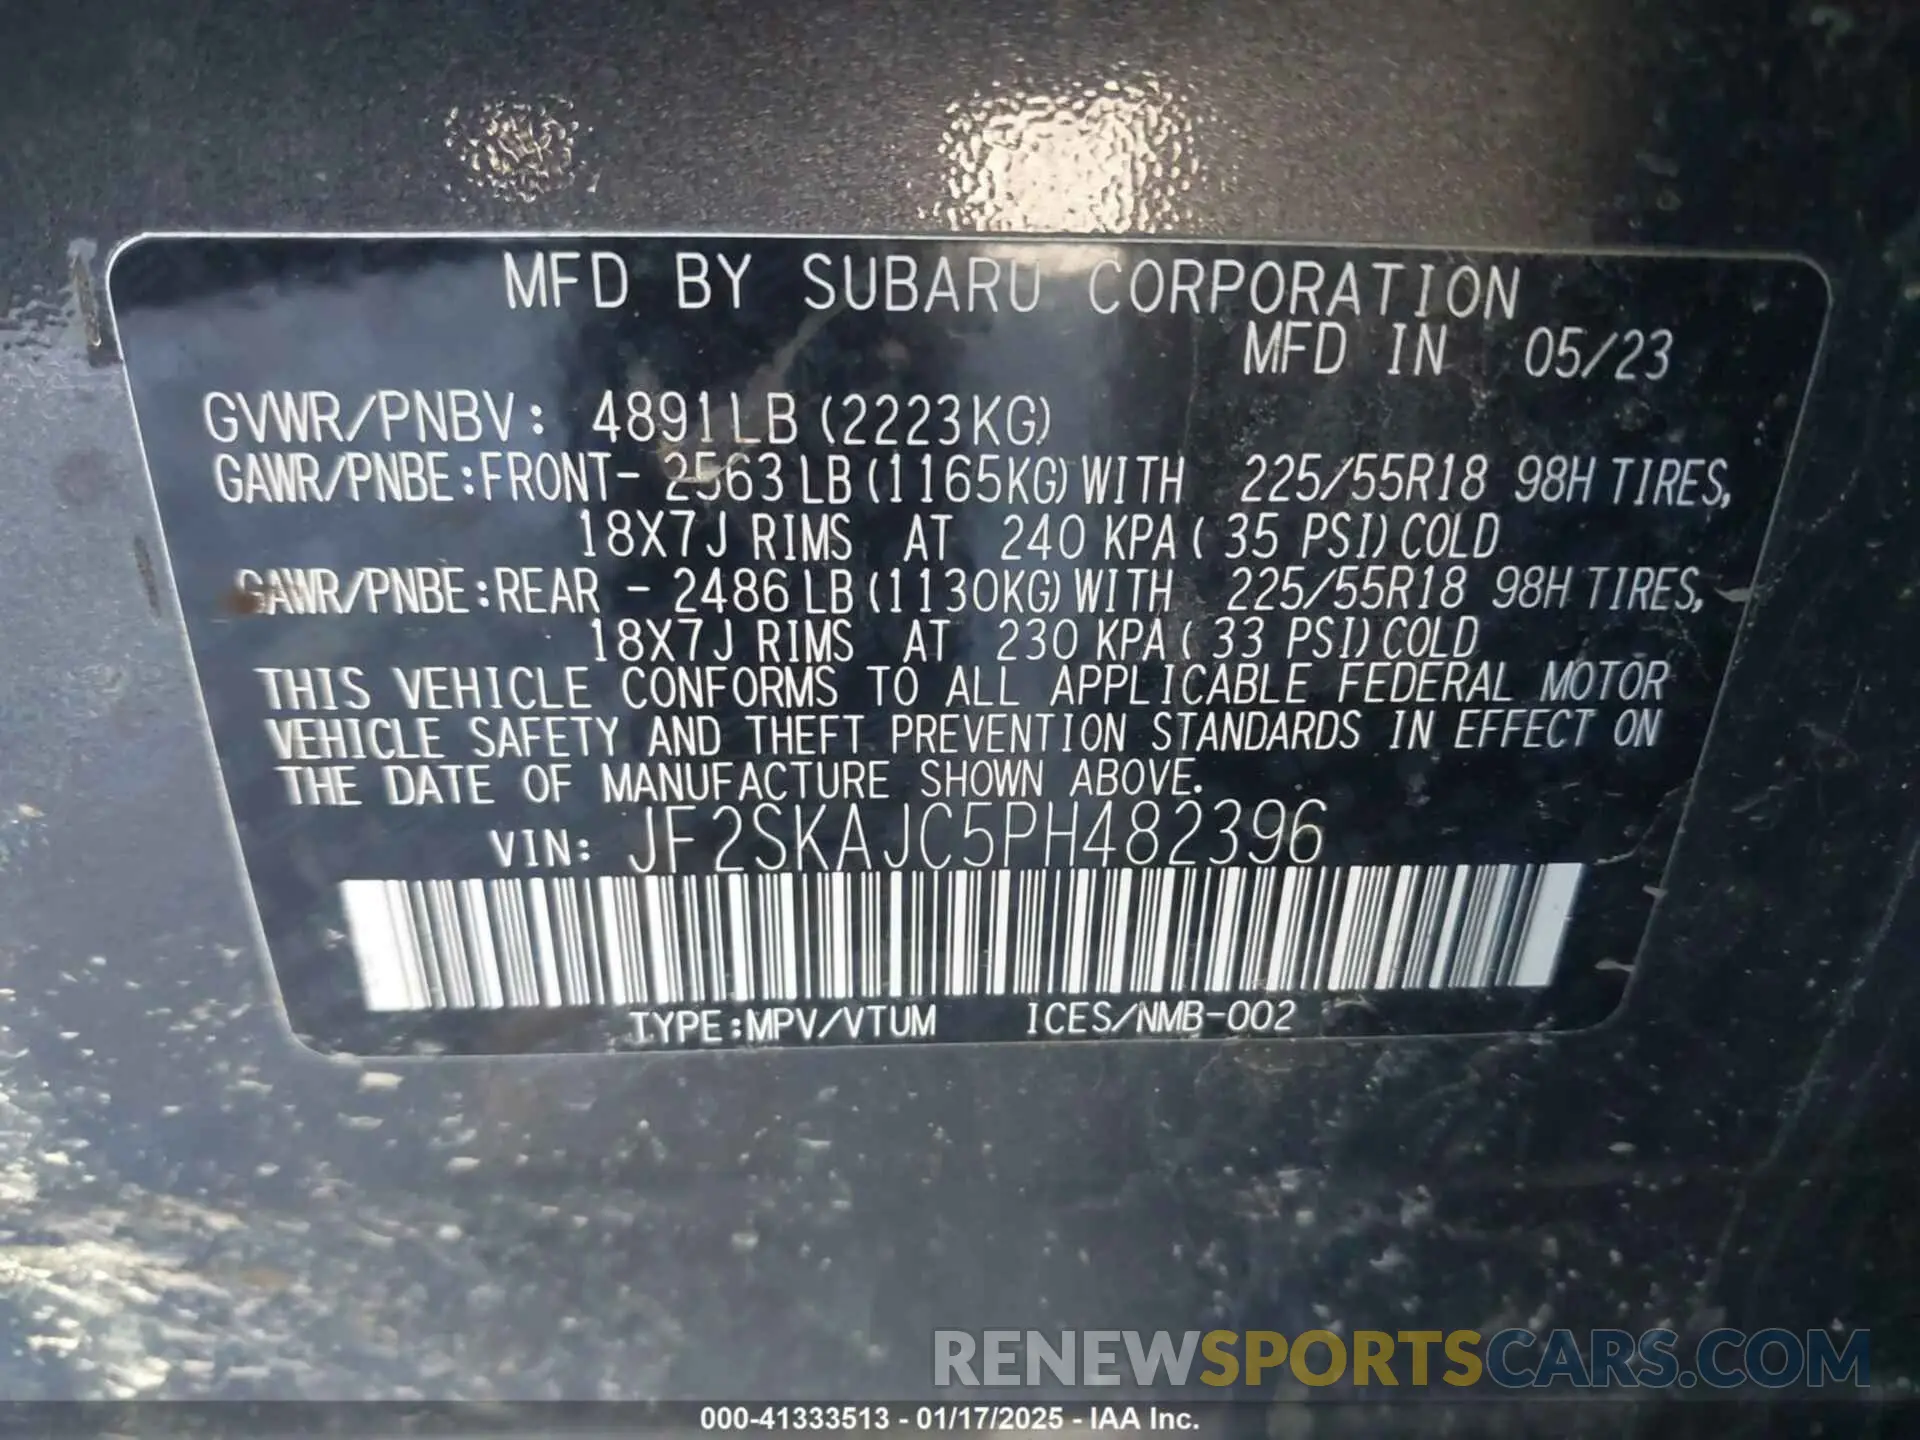 MFD BY SUBARU CORPORATION
MFD IN 05/23
GVWR/PNBV: 4891LB (2223KG)
GAWR/PNBE:FRONT- 2563LB(1165KG)WITH 225/55R18 98H TIRES,
18X7J RIMS AT 240 KPA( 35 PSI)COLD
GAWR/PNBE:REAR - 2486LB(1130KG)WITH 225/55R18 98H TIRES,
18X7J RIMS AT 230 KPA( 33 PSI)COLD
THIS VEHICLE CONFORMS TO ALL APPLICABLE FEDERAL MOTOR
VEHICLE SAFETY AND THEFT PREVENTION STANDARDS IN EFFECT ON
THE DATE OF MANUFACTURE SHOWN ABOVE.
VIN: JF2SKAJC5PH482396
TYPE:MPV/VTUM ICES/NMB-002
RENEWSPORTSCARS.COM
000-41333513 - 01/17/2025 - IAA Inc.